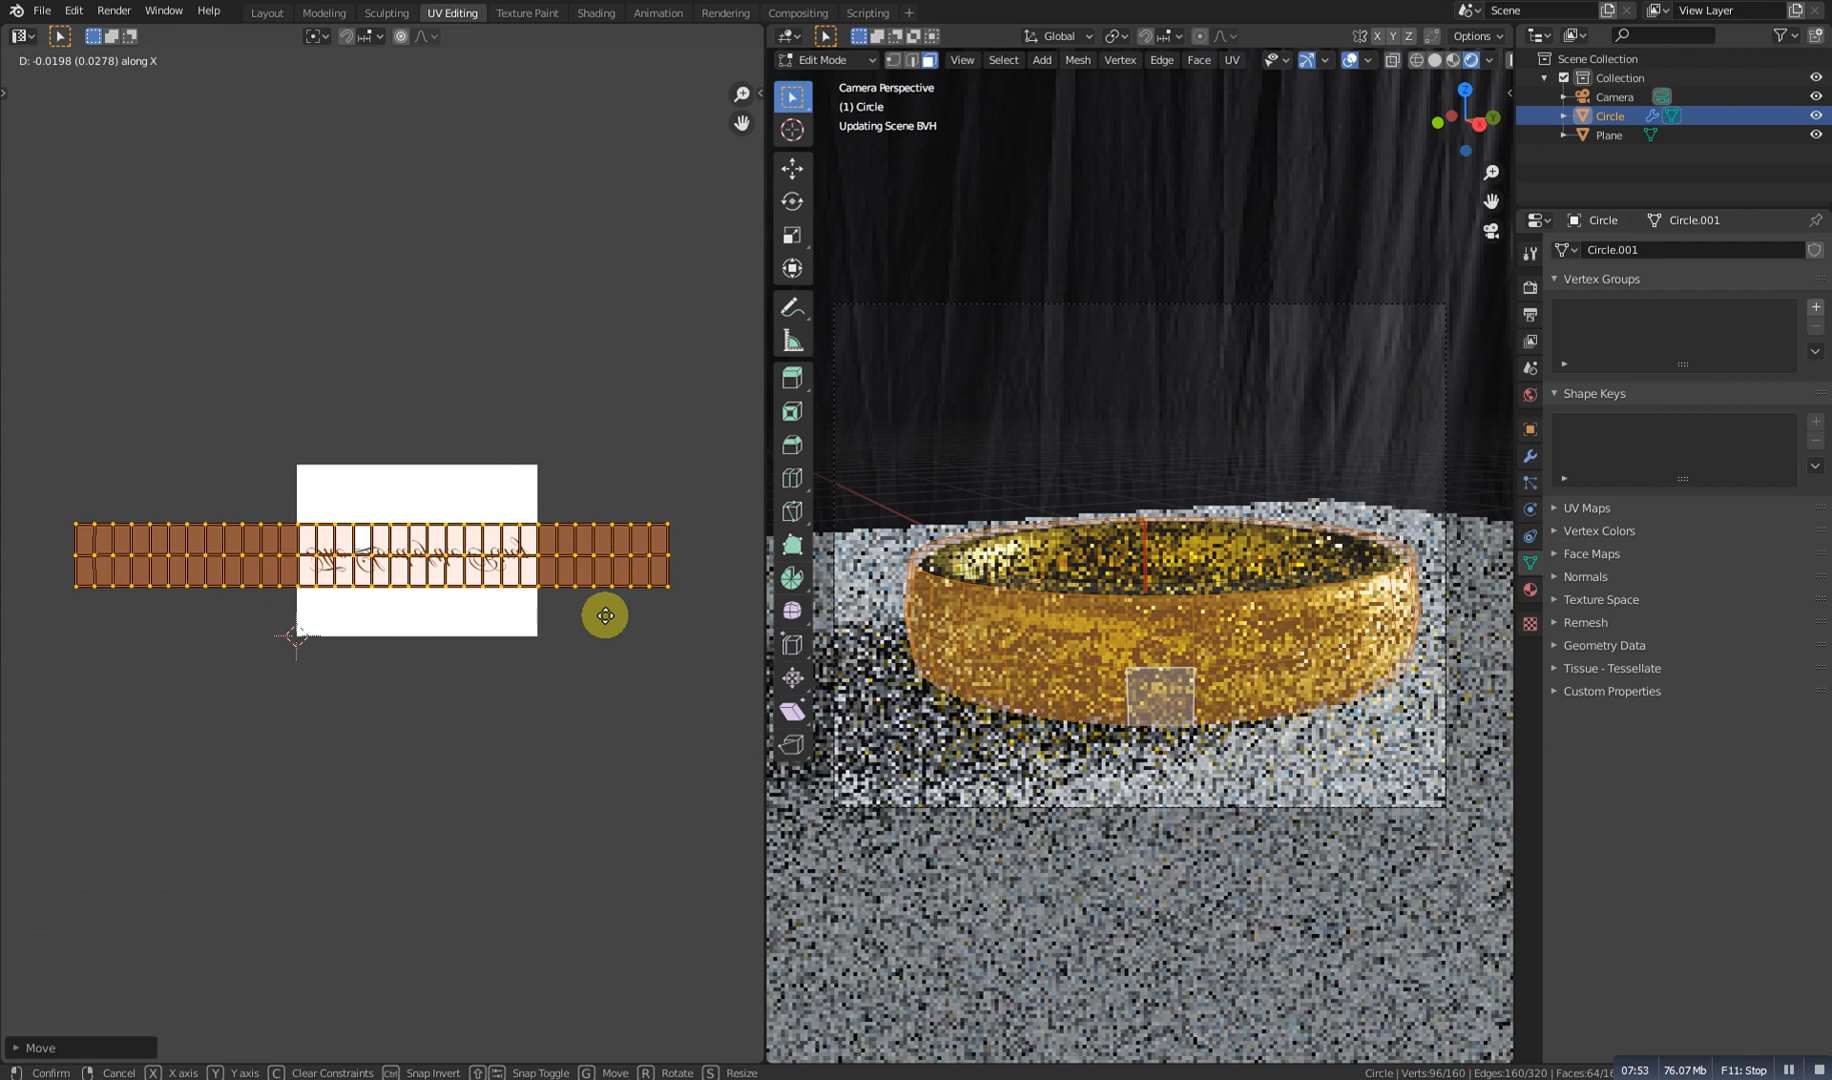 File Edit Render Window Help Layout Modeling Sculpting UV Editing Texture Paint Shading Animation Rendering Compositing Scripting + Scene View Layer
Global X Y Z Options
D: -0.0198 (0.0278) along X
Edit Mode View Select Add Mesh Vertex Edge Face UV
Camera Perspective
(1) Circle
Updating Scene BVH
Z
X
Y
Scene Collection
Collection
Camera
Circle
Plane
Circle Circle.001
Circle.001
Vertex Groups
Shape Keys
UV Maps
Vertex Colors
Face Maps
Normals
Texture Space
Remesh
Geometry Data
Tissue - Tessellate
Custom Properties
Move
Confirm Cancel X X axis Y Y axis C Clear Constraints Ctrl Snap Invert Snap Toggle G Move R Rotate S Resize
Circle | Verts:96/160 | Edges:160/320 | Faces:64/16
07:53 76.07 Mb F11: Stop